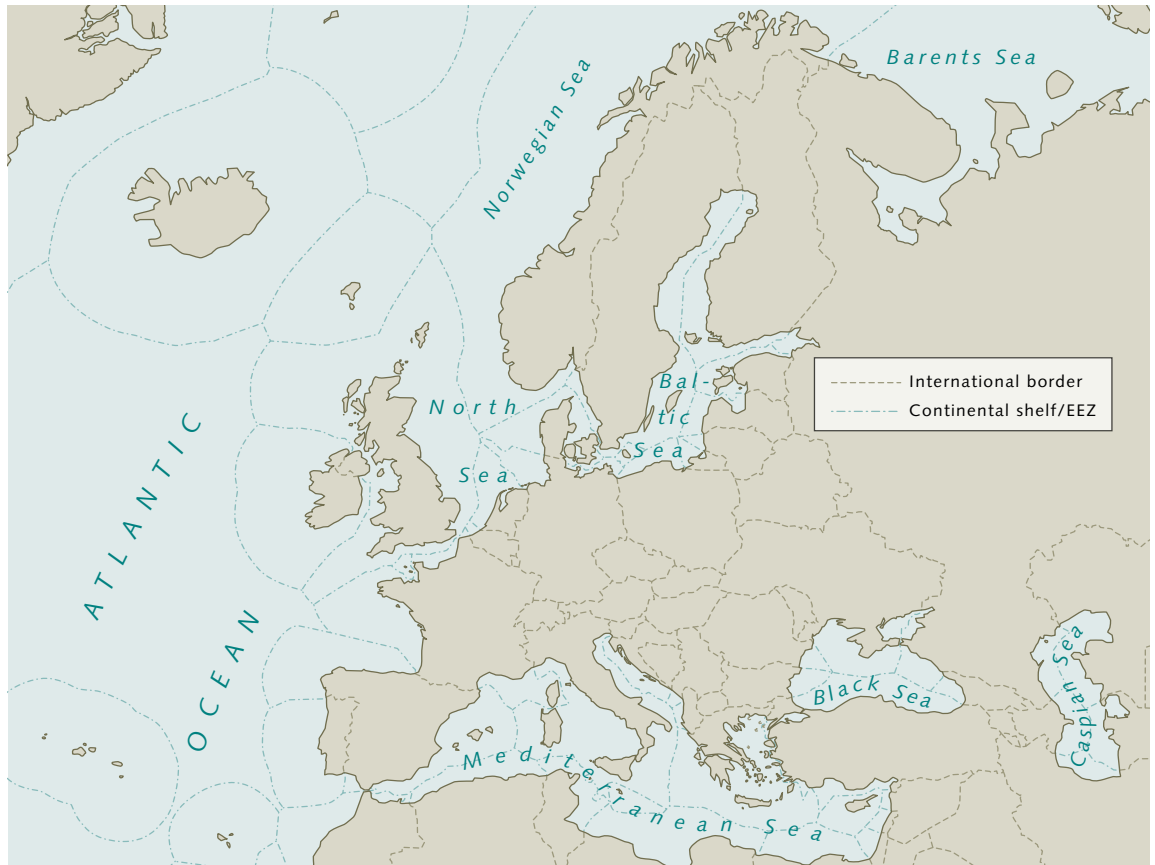 Barents Sea
Norwegian Sea
North
Sea
Bal-
tic
Sea
International border
Continental shelf/EEZ
ATLANTIC
OCEAN
Black Sea
Caspian Sea
Mediterranean Sea